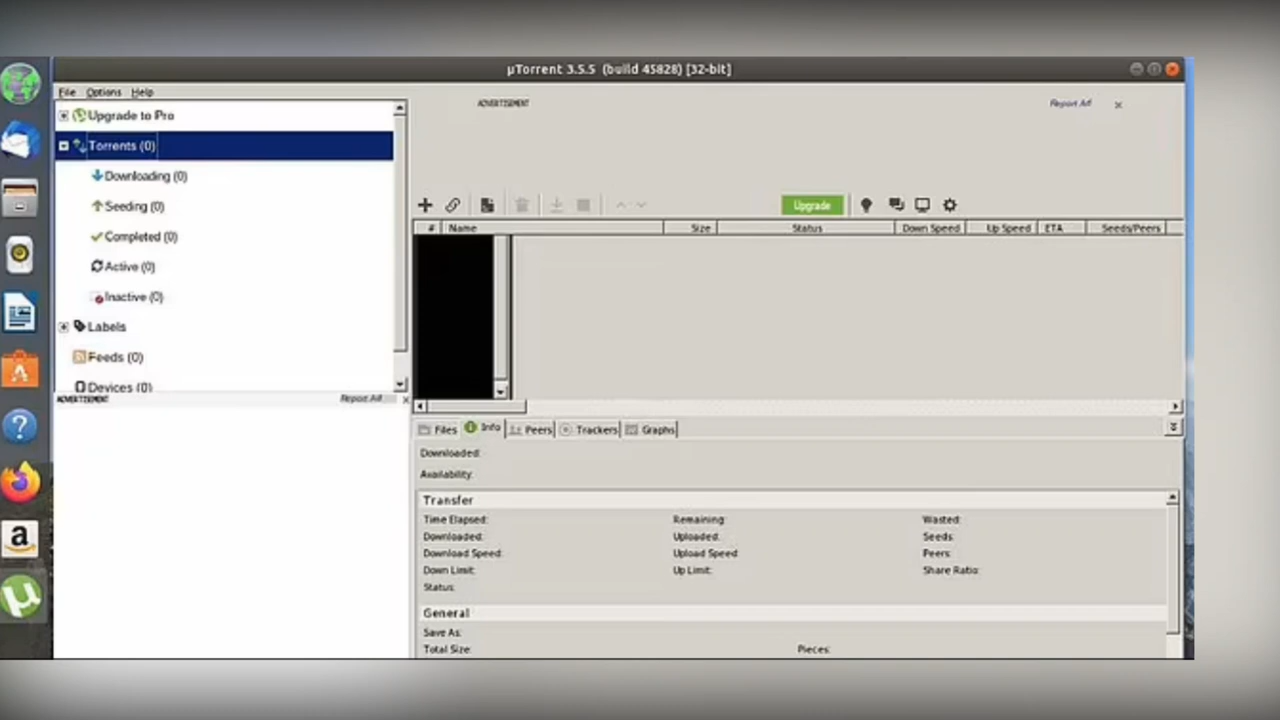 µTorrent 3.5.5 (build 45828) [32-bit]
File Options Help
Upgrade to Pro
Torrents (0)
Downloading (0)
Seeding (0)
Completed (0)
Active (0)
Inactive (0)
Labels
Feeds (0)
Devices (0)
ADVERTISEMENT Report Ad!
ADVERTISEMENT Report Ad!
Upgrade
# Name Size Status Down Speed Up Speed ETA Seeds/Peers
Files Info Peers Trackers Graphs
Downloaded:
Availability:
Transfer
Time Elapsed: Remaining: Wasted:
Downloaded: Uploaded: Seeds:
Download Speed: Upload Speed: Peers:
Down Limit: Up Limit: Share Ratio:
Status:
General
Save As:
Total Size: Pieces: